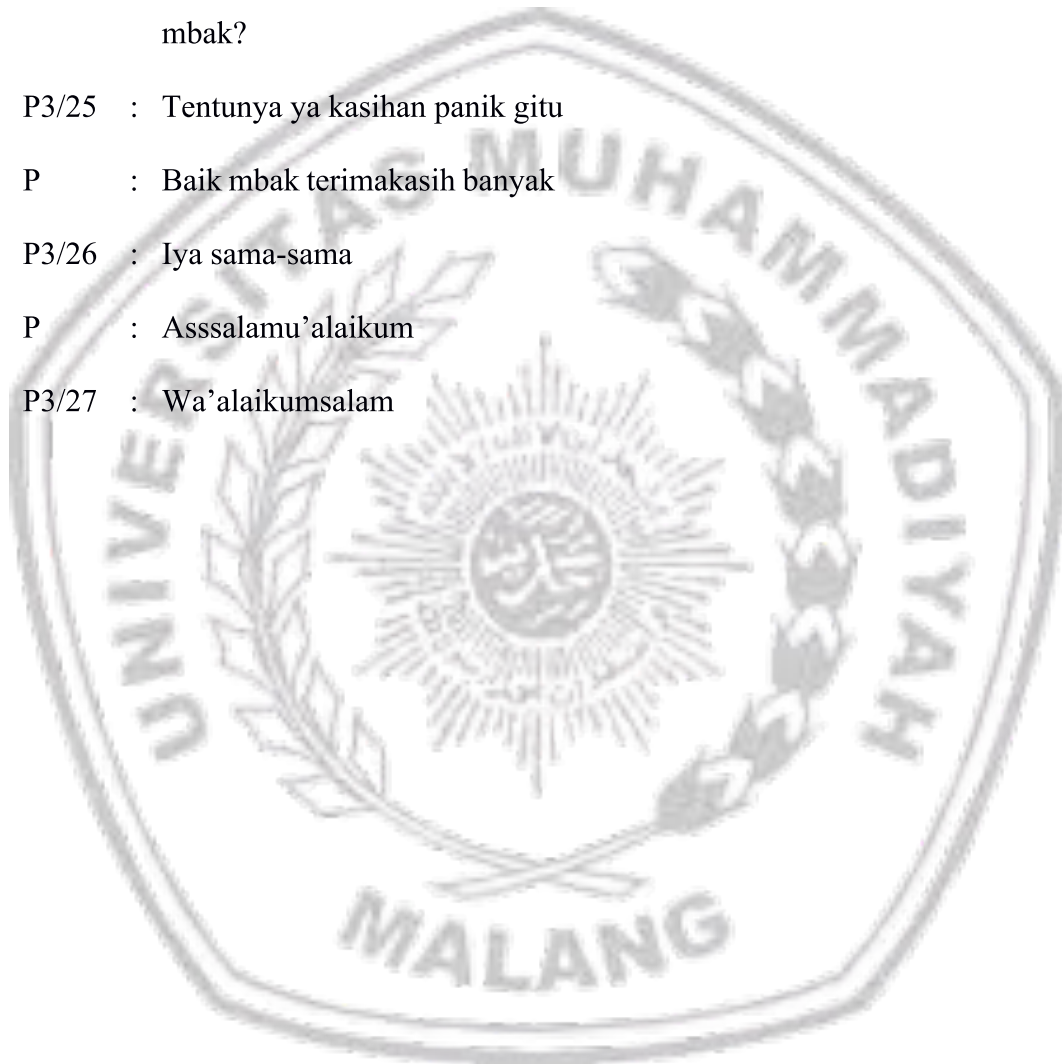 mbak?
P3/25 : Tentunya ya kasihan panik gitu
P : Baik mbak terimakasih banyak
P3/26 : Iya sama-sama
P : Asssalamu’alaikum
P3/27 : Wa’alaikumsalam
UNIVERSITAS MUHAMMADIYAH
MALANG